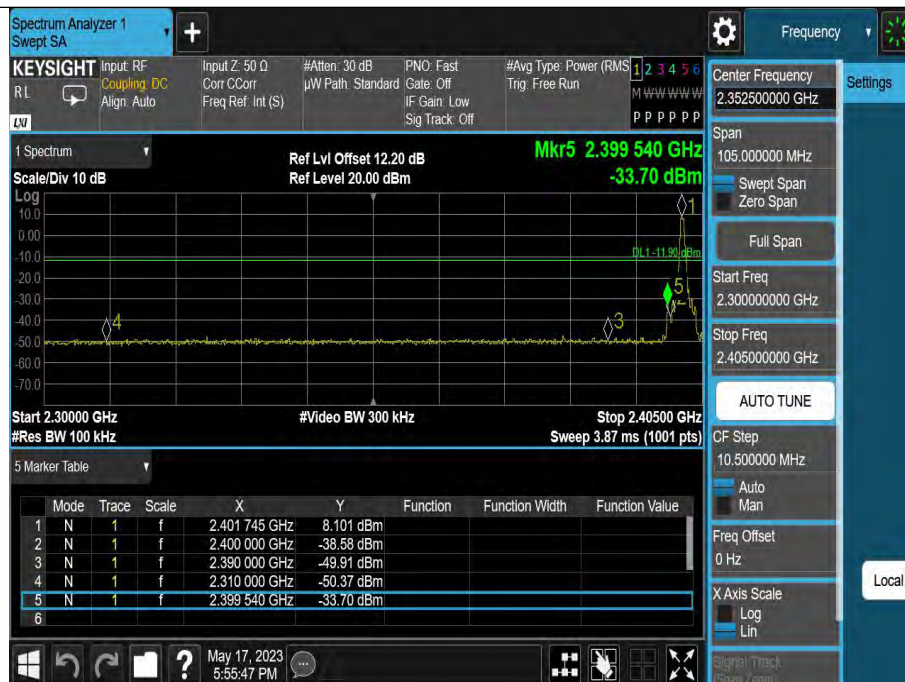 Spectrum Analyzer 1
Swept SA
+
Frequency
KEYSIGHT
RL
LXI
Input: RF
Coupling: DC
Align: Auto
Input Z: 50 Ω
Corr CCorr
Freq Ref: Int (S)
#Atten: 30 dB
µW Path: Standard
PNO: Fast
Gate: Off
IF Gain: Low
Sig Track: Off
#Avg Type: Power (RMS
Trig: Free Run
1 2 3 4 5 6
M W W W W W
P P P P P P
1 Spectrum
Scale/Div 10 dB
Ref Lvl Offset 12.20 dB
Ref Level 20.00 dBm
Mkr5 2.399 540 GHz
-33.70 dBm
Log
10.0
0.00
-10.0
-20.0
-30.0
-40.0
-50.0
-60.0
-70.0
1
DL1 -11.90 dBm
5
4
3
Start 2.30000 GHz
#Video BW 300 kHz
Stop 2.40500 GHz
#Res BW 100 kHz
Sweep 3.87 ms (1001 pts)
5 Marker Table
Mode Trace Scale X Y Function Function Width Function Value
1 N 1 f 2.401 745 GHz 8.101 dBm
2 N 1 f 2.400 000 GHz -38.58 dBm
3 N 1 f 2.390 000 GHz -49.91 dBm
4 N 1 f 2.310 000 GHz -50.37 dBm
5 N 1 f 2.399 540 GHz -33.70 dBm
6
?
May 17, 2023
5:55:47 PM
Center Frequency
2.352500000 GHz
Span
105.000000 MHz
Swept Span
Zero Span
Full Span
Start Freq
2.300000000 GHz
Stop Freq
2.405000000 GHz
AUTO TUNE
CF Step
10.500000 MHz
Auto
Man
Freq Offset
0 Hz
X Axis Scale
Log
Lin
Signal Track
(Span Zoom)
Settings
Local